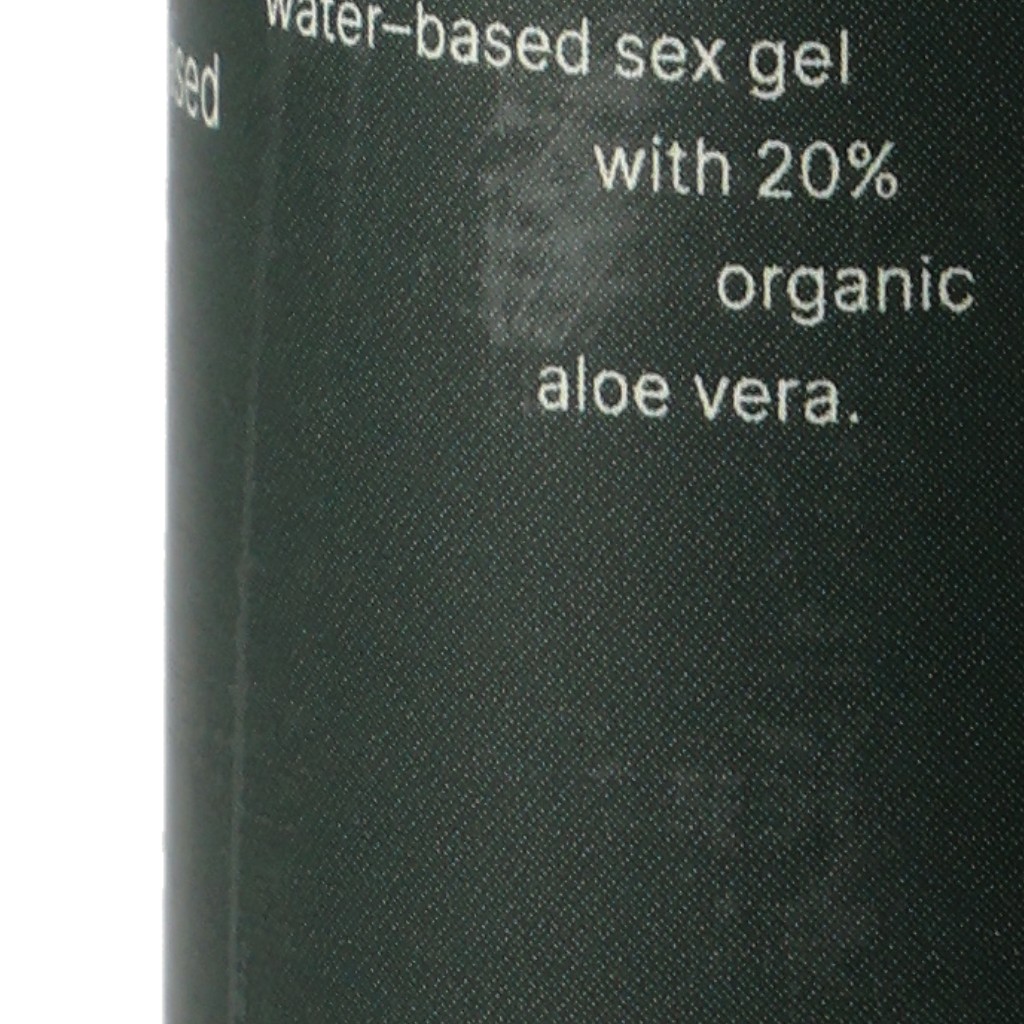 water–based sex gel
with 20%
organic
aloe vera.